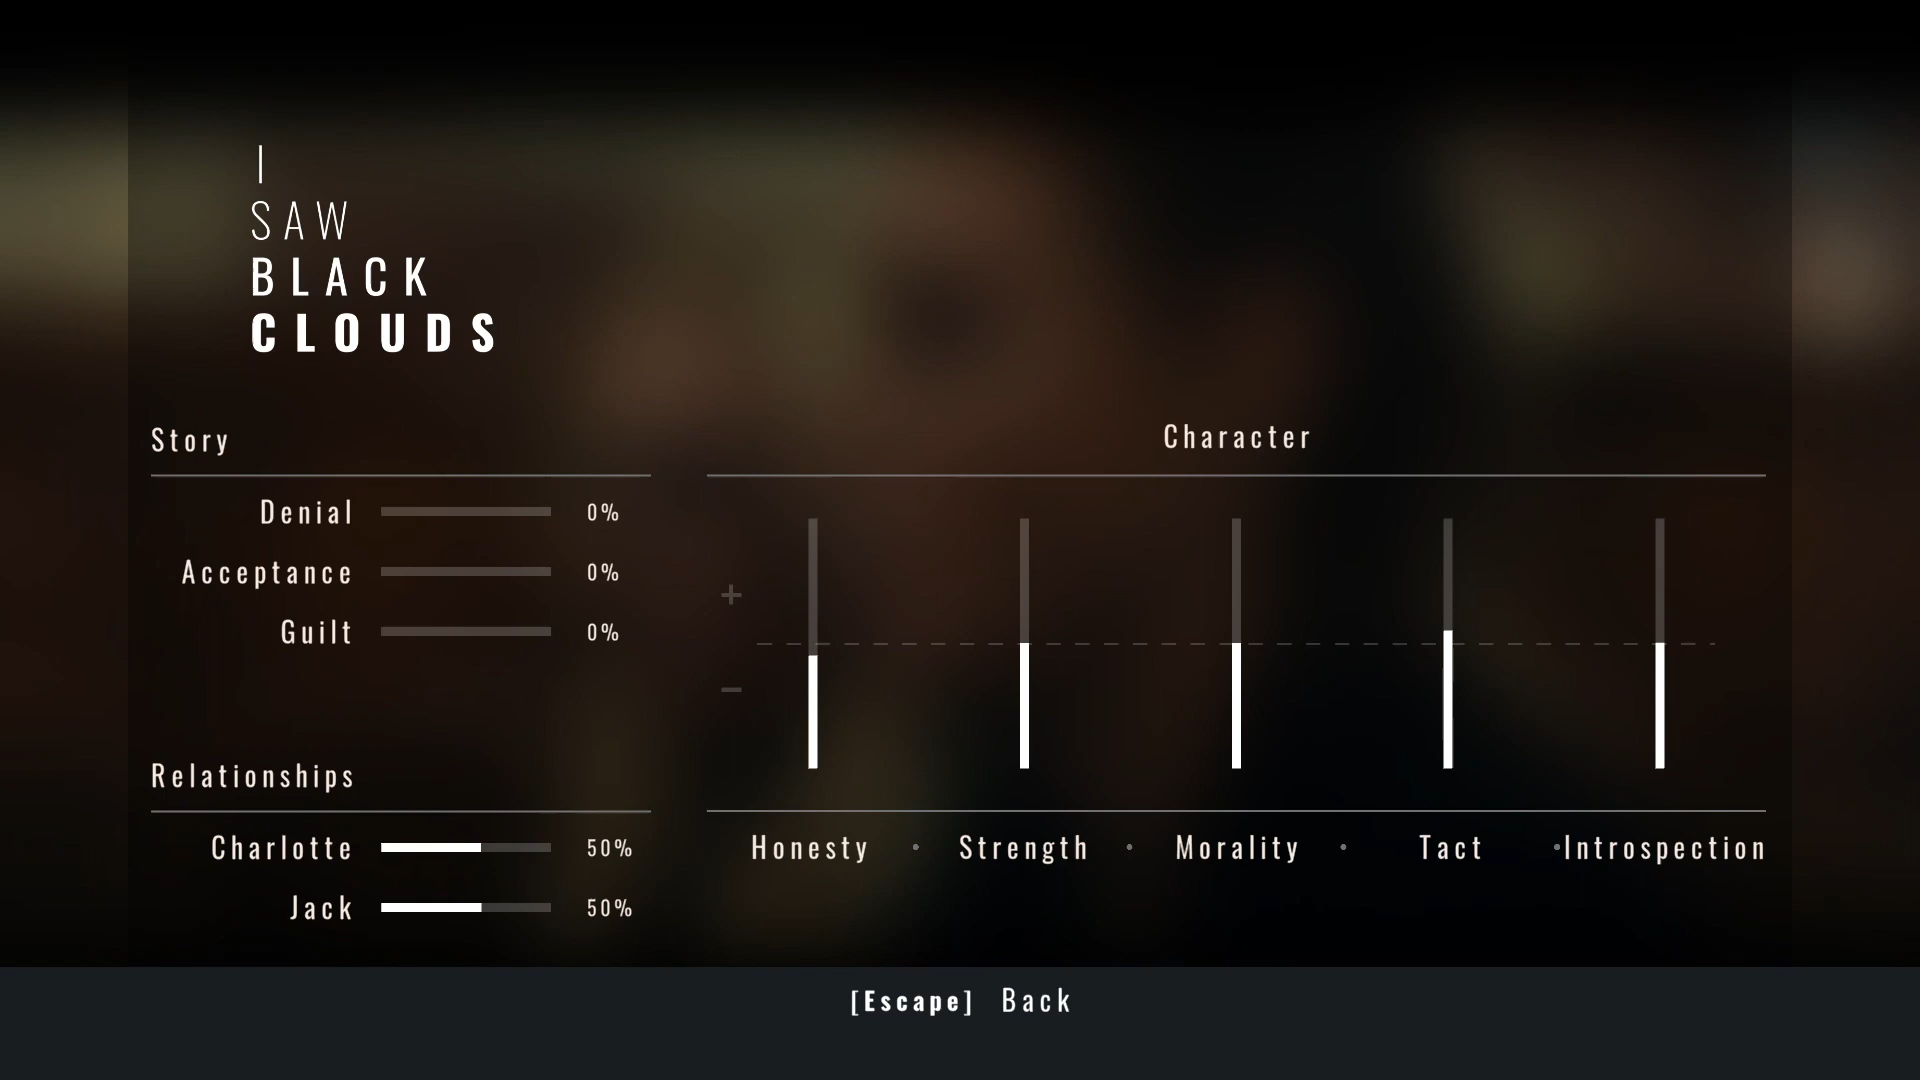 I
SAW
BLACK
CLOUDS
Story
Denial 0%
Acceptance 0%
Guilt 0%
Relationships
Charlotte 50%
Jack 50%
Character
+
−
Honesty • Strength • Morality • Tact • Introspection
[Escape] Back